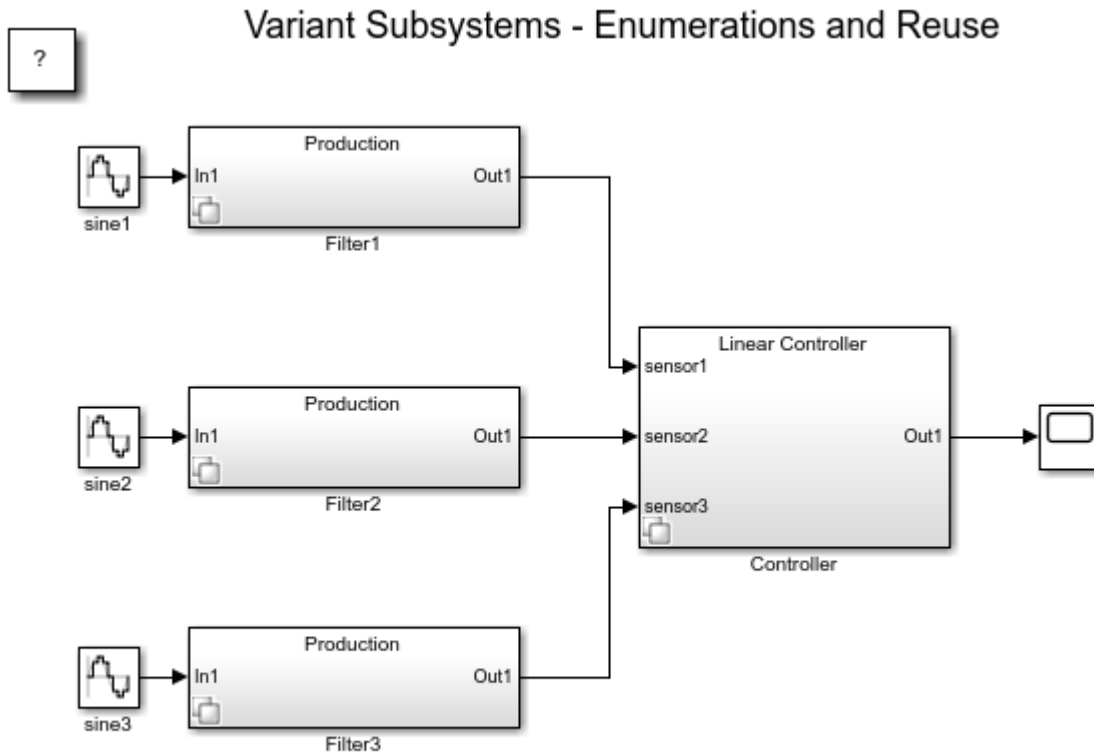 Variant Subsystems - Enumerations and Reuse
?
Production
In1
Out1
sine1
Filter1
Linear Controller
sensor1
Production
In1
Out1
sensor2
Out1
sine2
Filter2
sensor3
Controller
Production
In1
Out1
sine3
Filter3